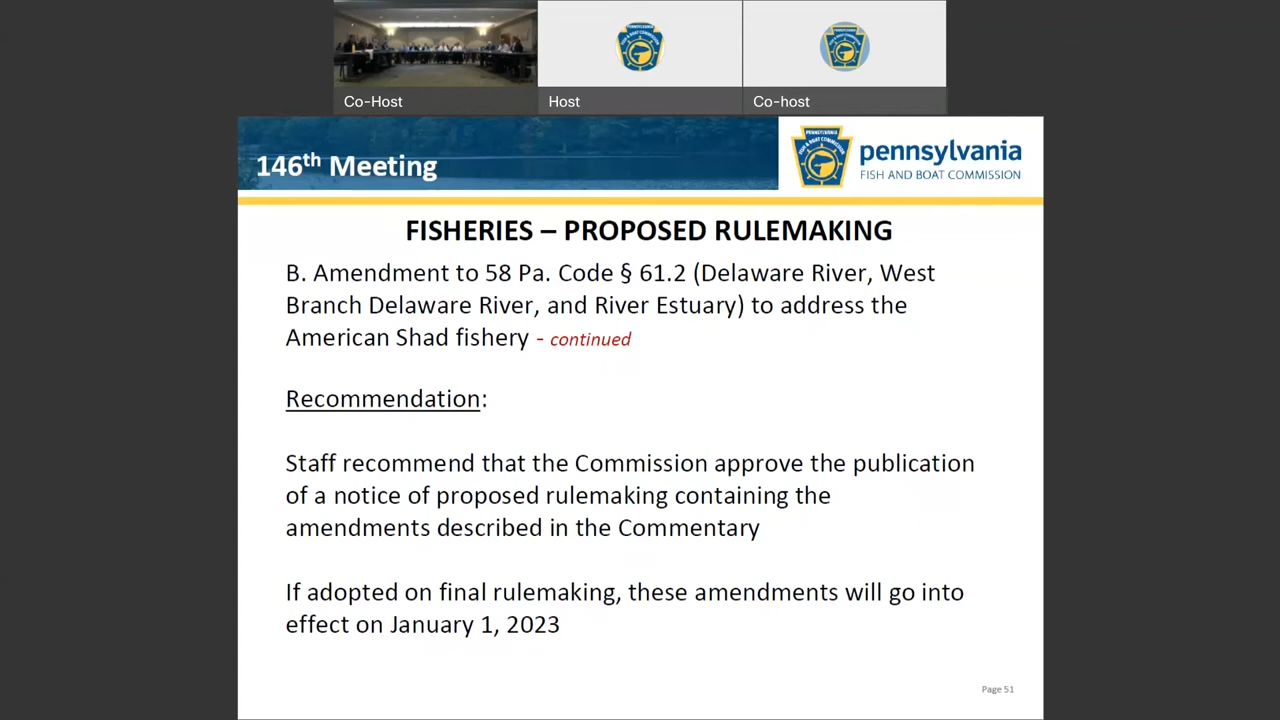 Co-Host
Host
Co-host
146th Meeting
pennsylvania
FISH AND BOAT COMMISSION
FISHERIES – PROPOSED RULEMAKING
B. Amendment to 58 Pa. Code § 61.2 (Delaware River, West
Branch Delaware River, and River Estuary) to address the
American Shad fishery - continued
Recommendation:
Staff recommend that the Commission approve the publication
of a notice of proposed rulemaking containing the
amendments described in the Commentary
If adopted on final rulemaking, these amendments will go into
effect on January 1, 2023
Page 51